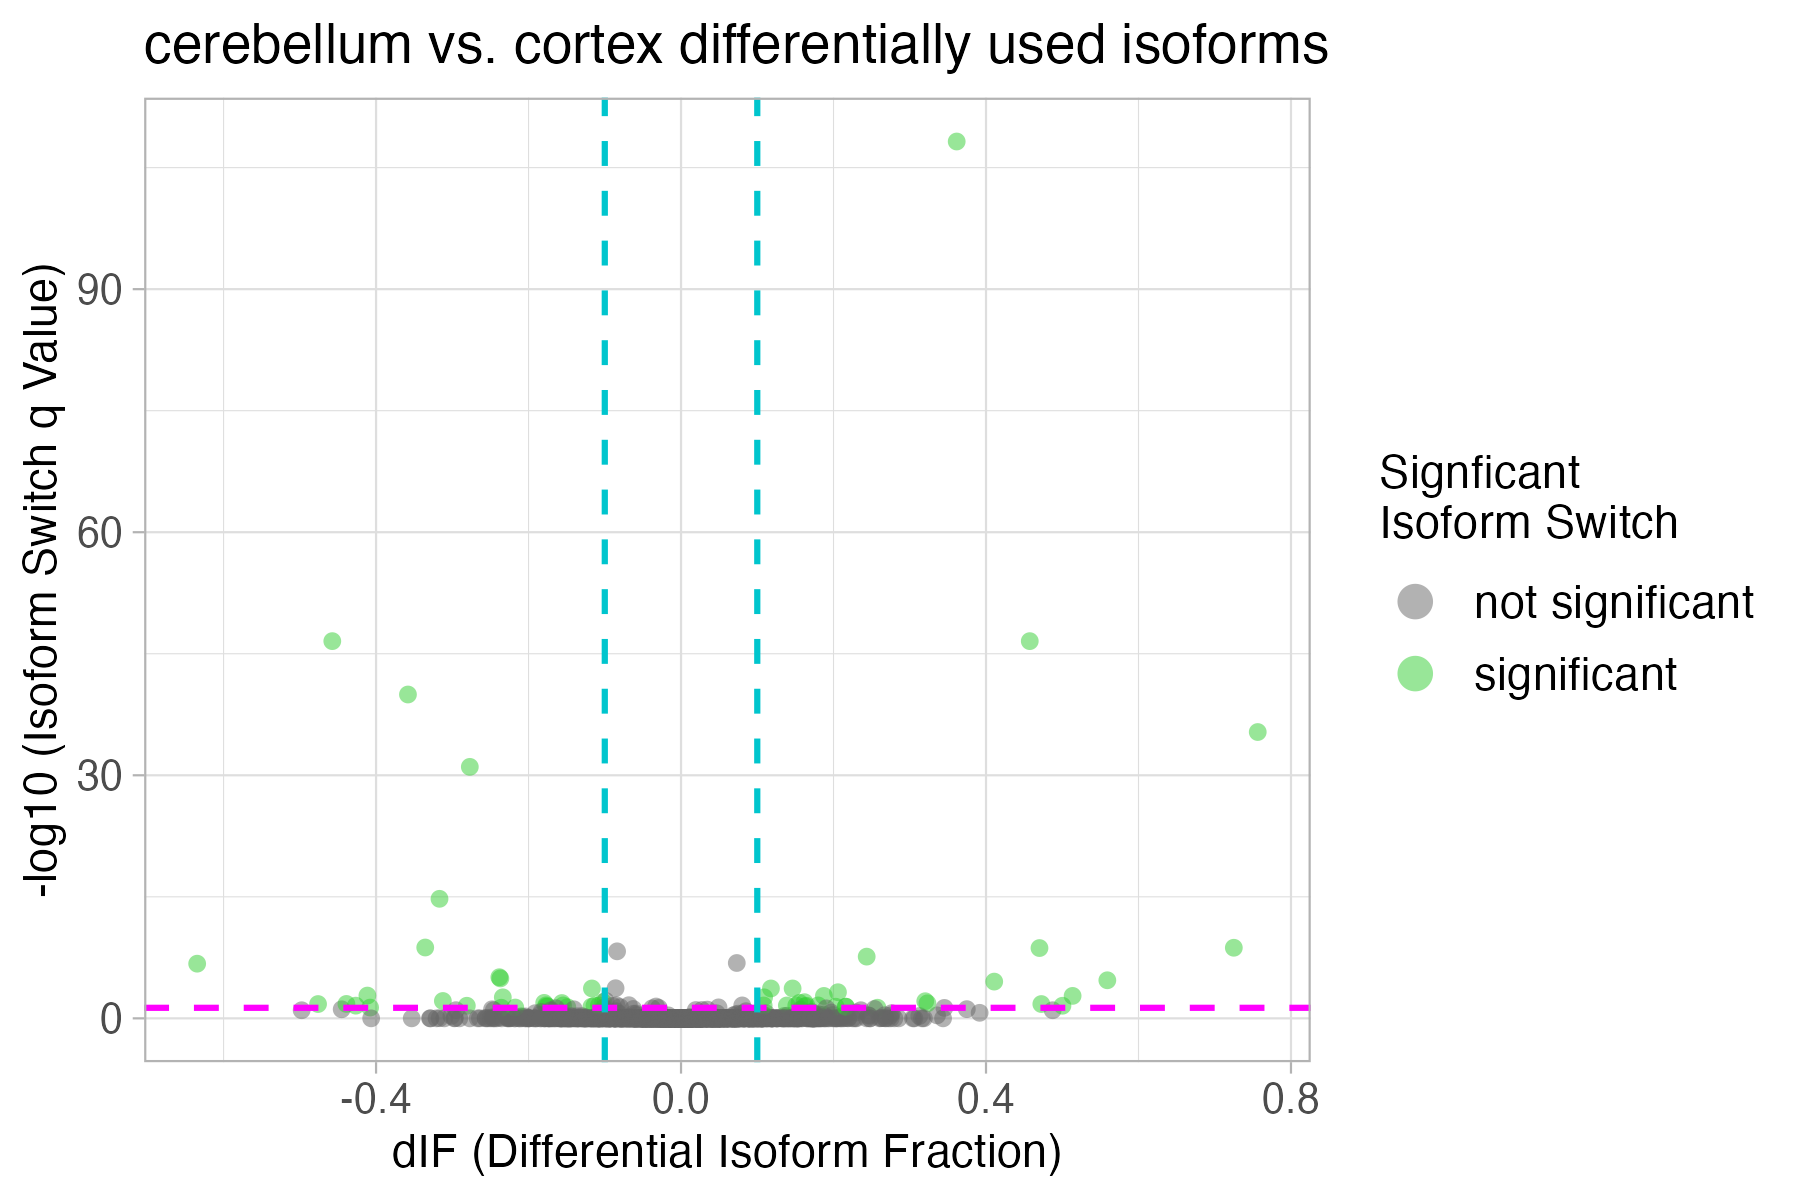 cerebellum vs. cortex differentially used isoforms
-log10 (Isoform Switch q Value)
90
60
30
0
-0.4
0.0
0.4
0.8
dIF (Differential Isoform Fraction)
Signficant
Isoform Switch
not significant
significant